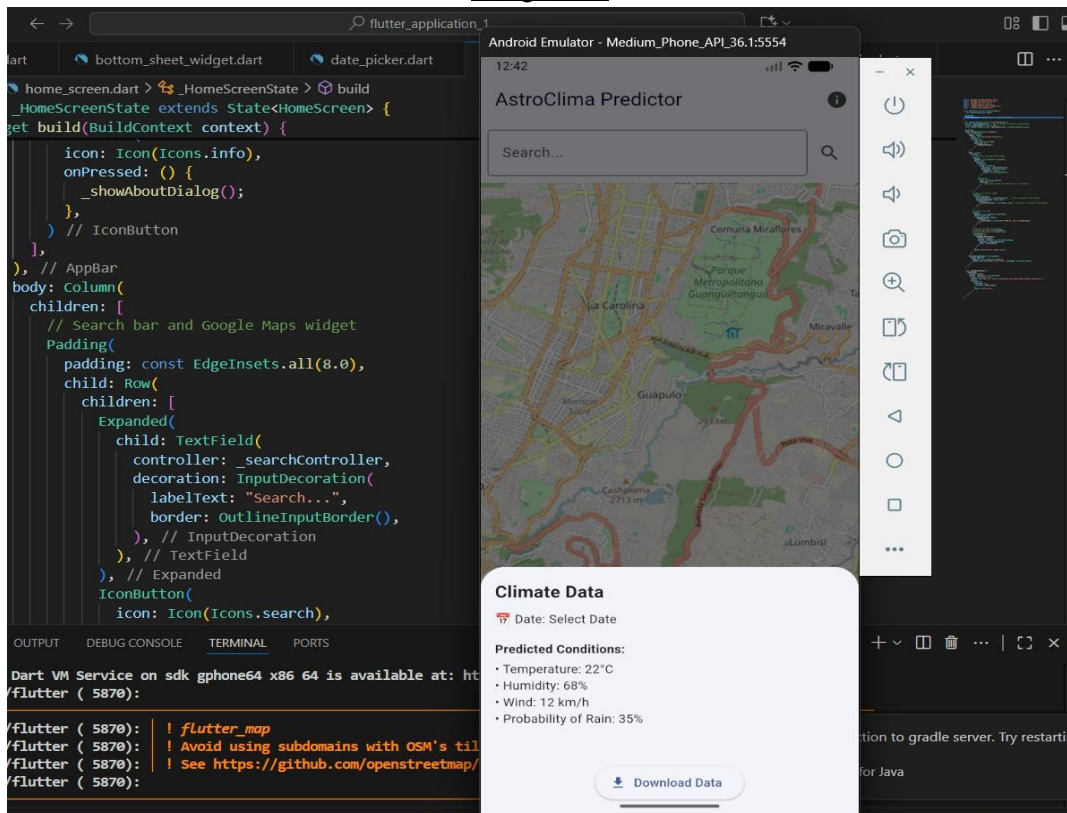 flutter_application_1
Android Emulator - Medium_Phone_API_36.1:5554
bottom_sheet_widget.dart
date_picker.dart
home_screen.dart > _HomeScreenState > build
_HomeScreenState extends State<HomeScreen> {
get build(BuildContext context) {
icon: Icon(Icons.info),
onPressed: () {
_showAboutDialog();
},
) // IconButton
],
), // AppBar
body: Column(
children: [
// Search bar and Google Maps widget
Padding(
padding: const EdgeInsets.all(8.0),
child: Row(
children: [
Expanded(
child: TextField(
controller: _searchController,
decoration: InputDecoration(
labelText: "Search...",
border: OutlineInputBorder(),
), // InputDecoration
), // TextField
), // Expanded
IconButton(
icon: Icon(Icons.search),
12:42
AstroClima Predictor
Search...
Comuna Miraflores
Parque
Metropolitano
Guanguiltangua
La Carolina
Miravalle
Guápulo
Mariscal
Sucre
Cashaloma
2713 m
Lumbisí
Climate Data
📅 Date: Select Date
Predicted Conditions:
• Temperature: 22°C
• Humidity: 68%
• Wind: 12 km/h
• Probability of Rain: 35%
Download Data
OUTPUT DEBUG CONSOLE TERMINAL PORTS
Dart VM Service on sdk gphone64 x86 64 is available at: ht
/flutter ( 5870):
/flutter ( 5870): ! flutter_map
/flutter ( 5870): ! Avoid using subdomains with OSM's til
/flutter ( 5870): ! See https://github.com/openstreetmap/
/flutter ( 5870):
tion to gradle server. Try restarti
for Java